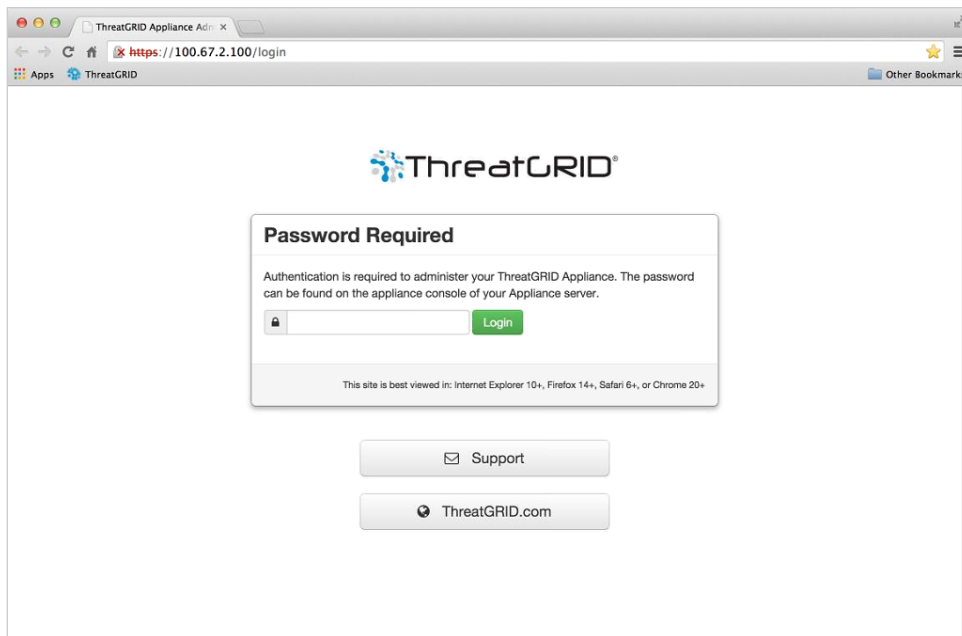 ThreatGRID Appliance Adn
https://100.67.2.100/login
Apps ThreatGRID Other Bookmark
ThreatGRID®
Password Required
Authentication is required to administer your ThreatGRID Appliance. The password
can be found on the appliance console of your Appliance server.
Login
This site is best viewed in: Internet Explorer 10+, Firefox 14+, Safari 6+, or Chrome 20+
Support
ThreatGRID.com